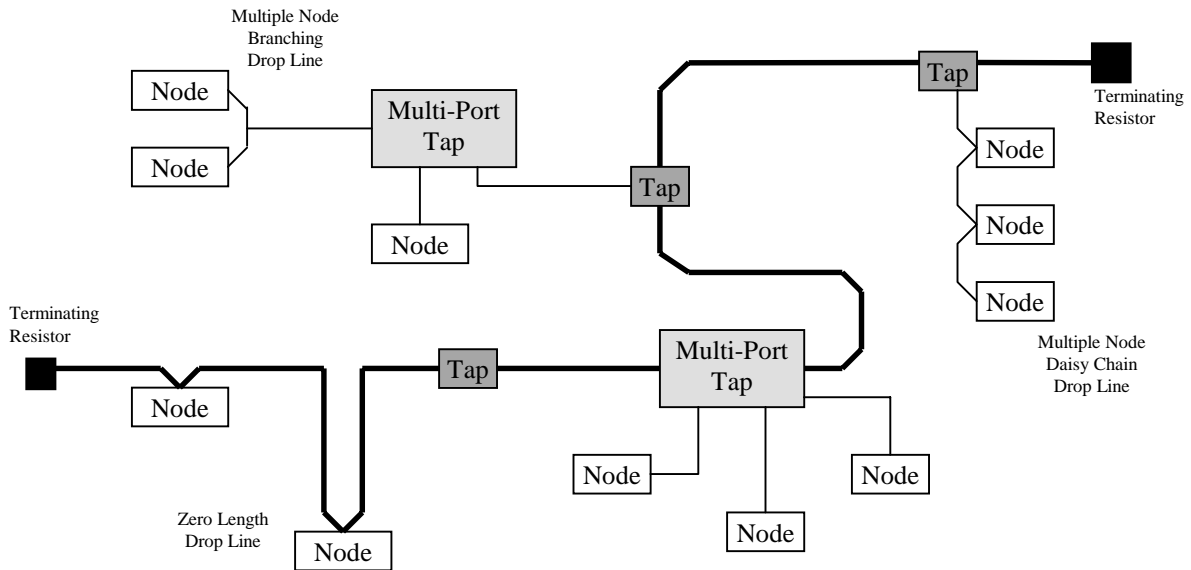 Multiple Node
Branching
Drop Line
Node
Node
Multi-Port
Tap
Node
Tap
Tap
Terminating
Resistor
Node
Node
Node
Multiple Node
Daisy Chain
Drop Line
Terminating
Resistor
Node
Zero Length
Drop Line
Node
Tap
Multi-Port
Tap
Node
Node
Node